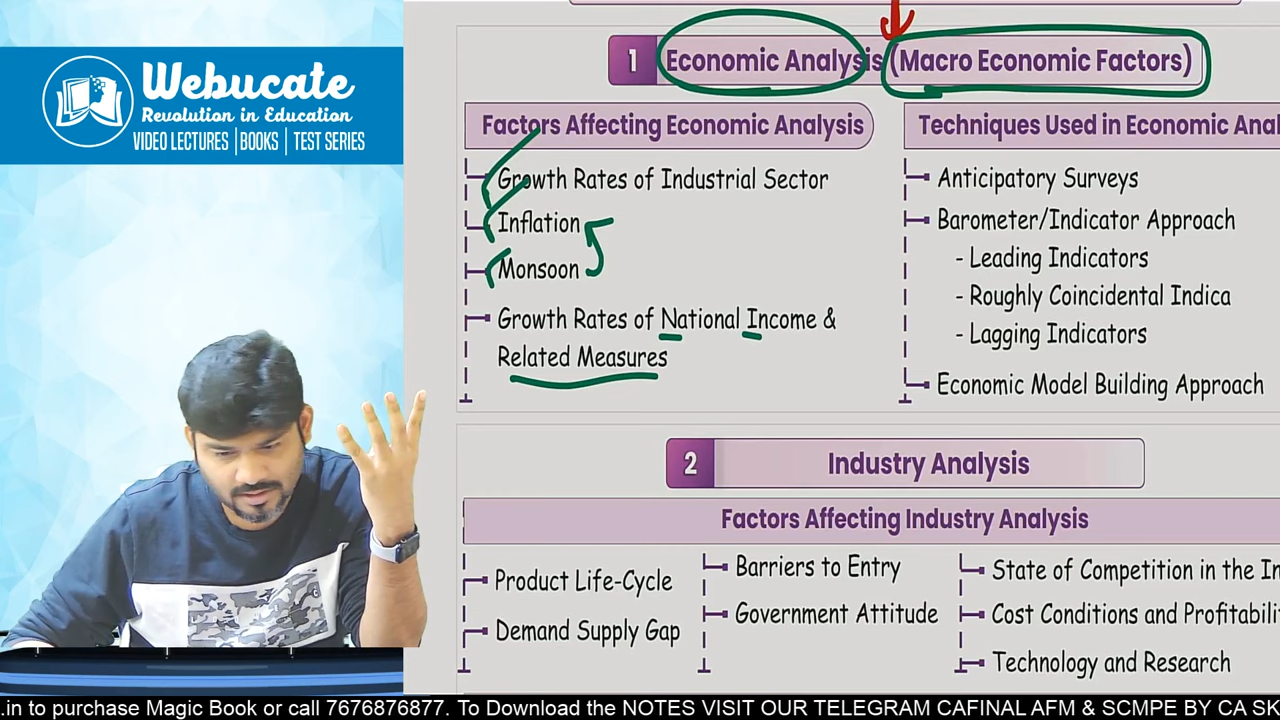 Webucate
Revolution in Education
VIDEO LECTURES | BOOKS | TEST SERIES
1 Economic Analysis (Macro Economic Factors)
Factors Affecting Economic Analysis
Growth Rates of Industrial Sector
Inflation
Monsoon
Growth Rates of National Income &
Related Measures
Techniques Used in Economic Anal
Anticipatory Surveys
Barometer/Indicator Approach
- Leading Indicators
- Roughly Coincidental Indica
- Lagging Indicators
Economic Model Building Approach
2 Industry Analysis
Factors Affecting Industry Analysis
Product Life-Cycle
Demand Supply Gap
Barriers to Entry
Government Attitude
State of Competition in the In
Cost Conditions and Profitabili
Technology and Research
.in to purchase Magic Book or call 7676876877. To Download the NOTES VISIT OUR TELEGRAM CAFINAL AFM & SCMPE BY CA SK